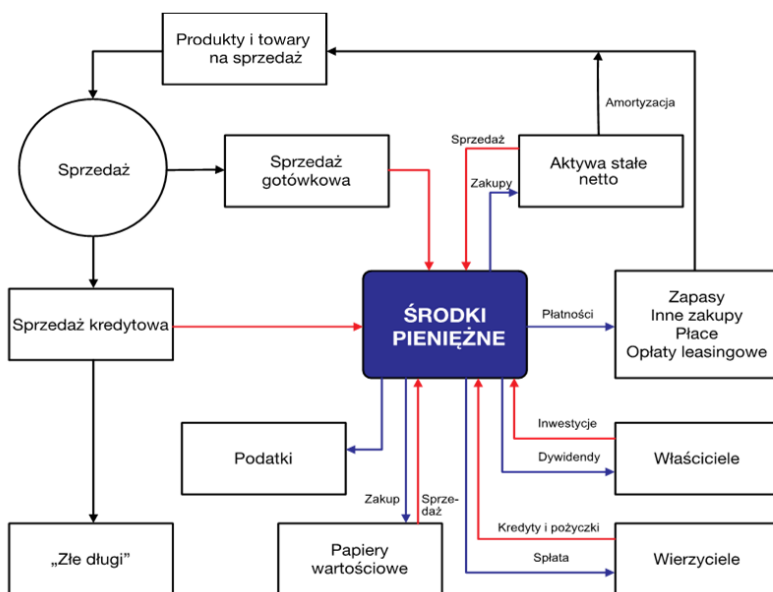 Produkty i towary
na sprzedaż
Amortyzacja
Sprzedaż
Sprzedaż
gotówkowa
Sprzedaż
Zakupy
Aktywa stałe
netto
Sprzedaż kredytowa
ŚRODKI
PIENIĘŻNE
Płatności
Zapasy
Inne zakupy
Płace
Opłaty leasingowe
Podatki
Inwestycje
Dywidendy
Właściciele
Zakup
Sprze-
daż
Kredyty i pożyczki
Spłata
„Złe długi”
Papiery
wartościowe
Wierzyciele